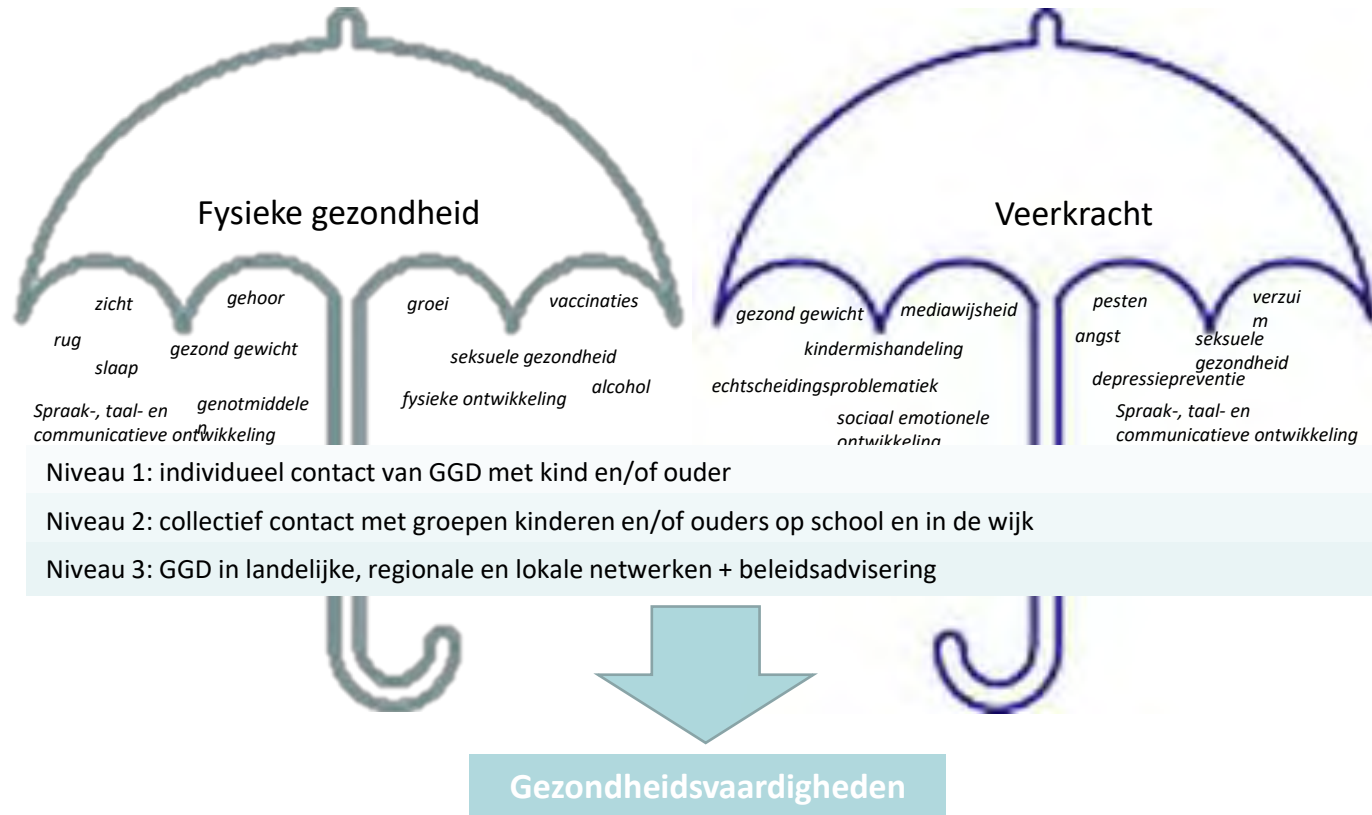 Fysieke gezondheid
zicht
gehoor
groei
vaccinaties
rug
slaap
gezond gewicht
seksuele gezondheid
alcohol
fysieke ontwikkeling
Spraak-, taal- en
communicatieve ontwikkeling
genotmiddele
n
Veerkracht
gezond gewicht
mediawijsheid
pesten
verzui
m
kindermishandeling
angst
seksuele
gezondheid
echtscheidingsproblematiek
depressiepreventie
sociaal emotionele
ontwikkeling
Spraak-, taal- en
communicatieve ontwikkeling
Niveau 1: individueel contact van GGD met kind en/of ouder
Niveau 2: collectief contact met groepen kinderen en/of ouders op school en in de wijk
Niveau 3: GGD in landelijke, regionale en lokale netwerken + beleidsadvisering
Gezondheidsvaardigheden